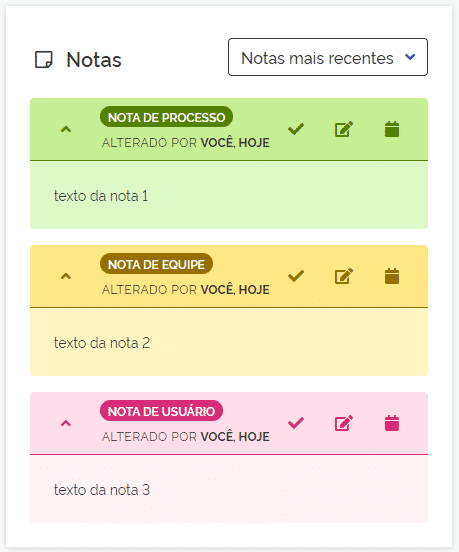 Notas
Notas mais recentes
NOTA DE PROCESSO
ALTERADO POR VOCÊ, HOJE
texto da nota 1
NOTA DE EQUIPE
ALTERADO POR VOCÊ, HOJE
texto da nota 2
NOTA DE USUÁRIO
ALTERADO POR VOCÊ, HOJE
texto da nota 3